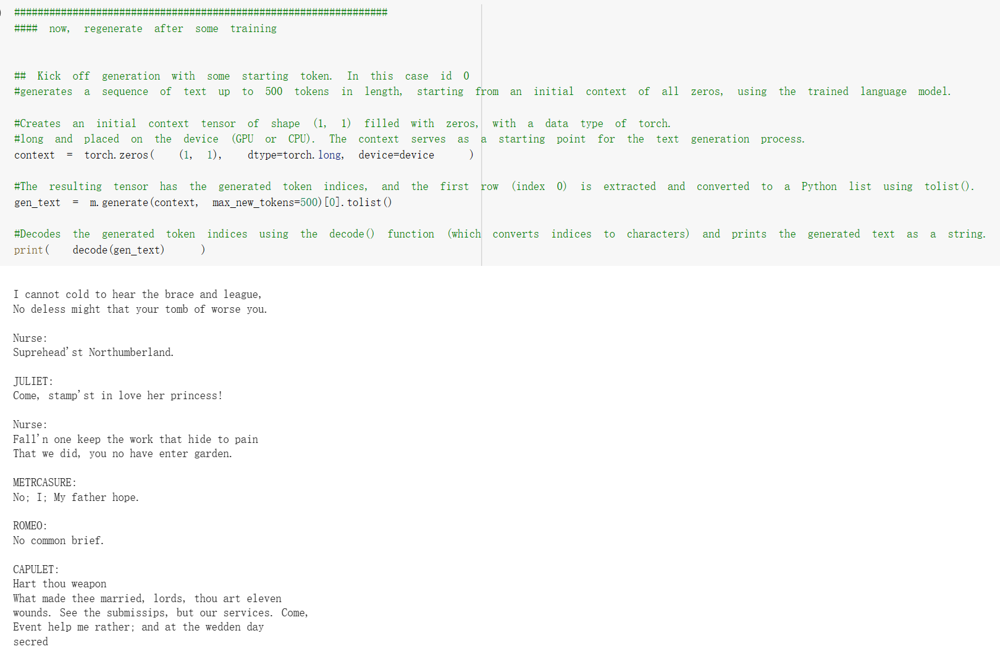 ################################################################
#### now, regenerate after some training
## Kick off generation with some starting token. In this case id 0
#generates a sequence of text up to 500 tokens in length, starting from an initial context of all zeros, using the trained language model.
#Creates an initial context tensor of shape (1, 1) filled with zeros, with a data type of torch.
#long and placed on the device (GPU or CPU). The context serves as a starting point for the text generation process.
context = torch.zeros( (1, 1), dtype=torch.long, device=device )
#The resulting tensor has the generated token indices, and the first row (index 0) is extracted and converted to a Python list using tolist().
gen_text = m.generate(context, max_new_tokens=500)[0].tolist()
#Decodes the generated token indices using the decode() function (which converts indices to characters) and prints the generated text as a string.
print( decode(gen_text) )
I cannot cold to hear the brace and league,
No deless might that your tomb of worse you.
Nurse:
Suprehead'st Northumberland.
JULIET:
Come, stamp'st in love her princess!
Nurse:
Fall'n one keep the work that hide to pain
That we did, you no have enter garden.
METRCASURE:
No; I; My father hope.
ROMEO:
No common brief.
CAPULET:
Hart thou weapon
What made thee married, lords, thou art eleven
wounds. See the submissips, but our services. Come,
Event help me rather; and at the wedden day
secred